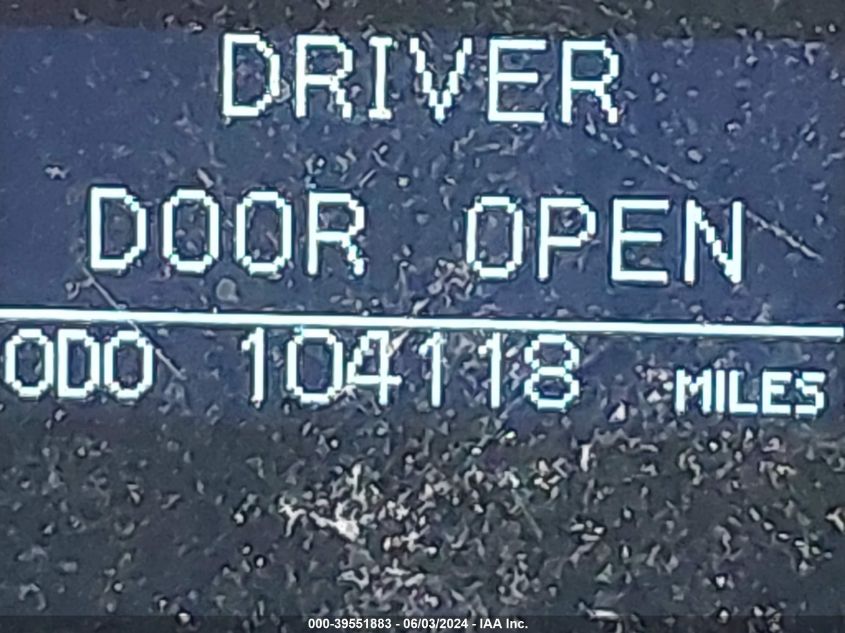 DRIVER
DOOR OPEN
ODO 104118 MILES
000-39551883 - 06/03/2024 - IAA Inc.